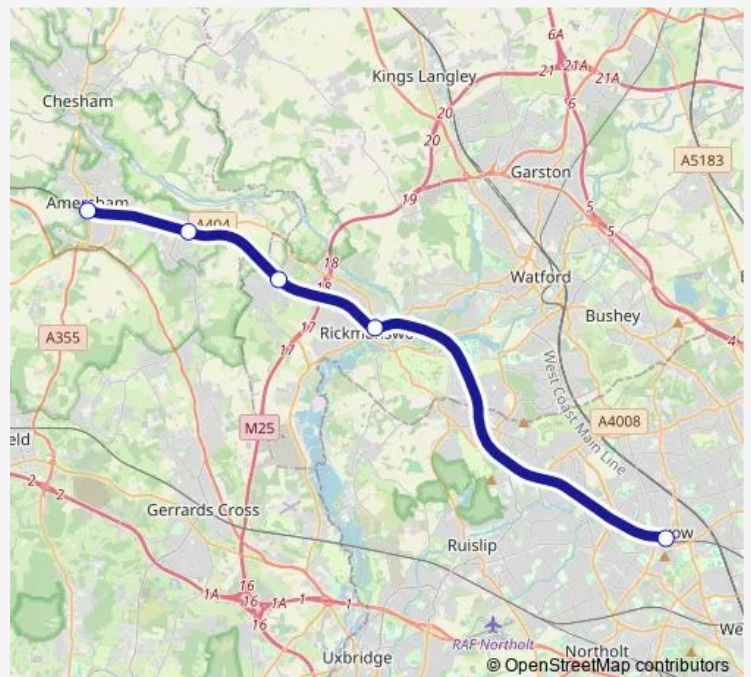 6A
Kings Langley
21
21A
21A
Chesham
6
20
20
A5183
Garston
19
5
5
Amersham
A404
18
18
Watford
Bushey
17
17
A355
4
West Coast Main Line
A4008
M25
2
2
Gerrards Cross
Ruislip
1A
16
16
16
1A
1
1
RAF Northolt
Northolt
Uxbridge
© OpenStreetMap contributors